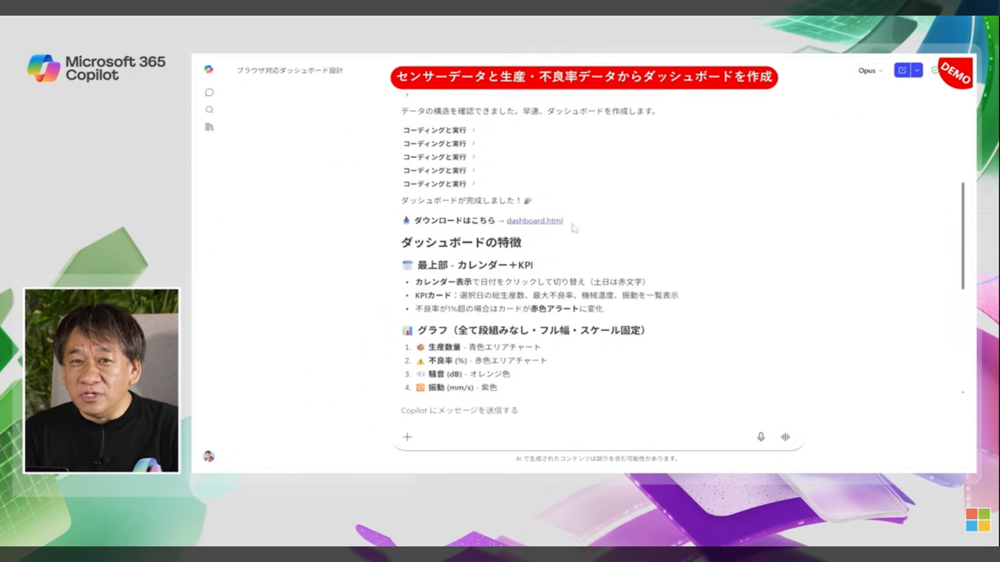 Microsoft 365
Copilot
ブラウザ対応ダッシュボード設計
センサーデータと生産・不良率データからダッシュボードを作成
Opus
DEMO
データの構造を確認できました。早速、ダッシュボードを作成します。
コーディングと実行
コーディングと実行
コーディングと実行
コーディングと実行
コーディングと実行
ダッシュボードが完成しました！🎉
📥 ダウンロードはこちら → dashboard.html
ダッシュボードの特徴
📅 最上部 - カレンダー＋KPI
• カレンダー表示で日付をクリックして切り替え（土日は赤文字）
• KPIカード：選択日の総生産数、最大不良率、機械温度、振動を一覧表示
• 不良率が1%超の場合はカードが赤色アラートに変化
📊 グラフ（全て段組みなし・フル幅・スケール固定）
1. 📦 生産数量 - 青色エリアチャート
2. ⚠️ 不良率 (%) - 赤色エリアチャート
3. 🔊 騒音 (dB) - オレンジ色
4. 📳 振動 (mm/s) - 紫色
Copilot にメッセージを送信する
AI で生成されたコンテンツは誤りを含む可能性があります。